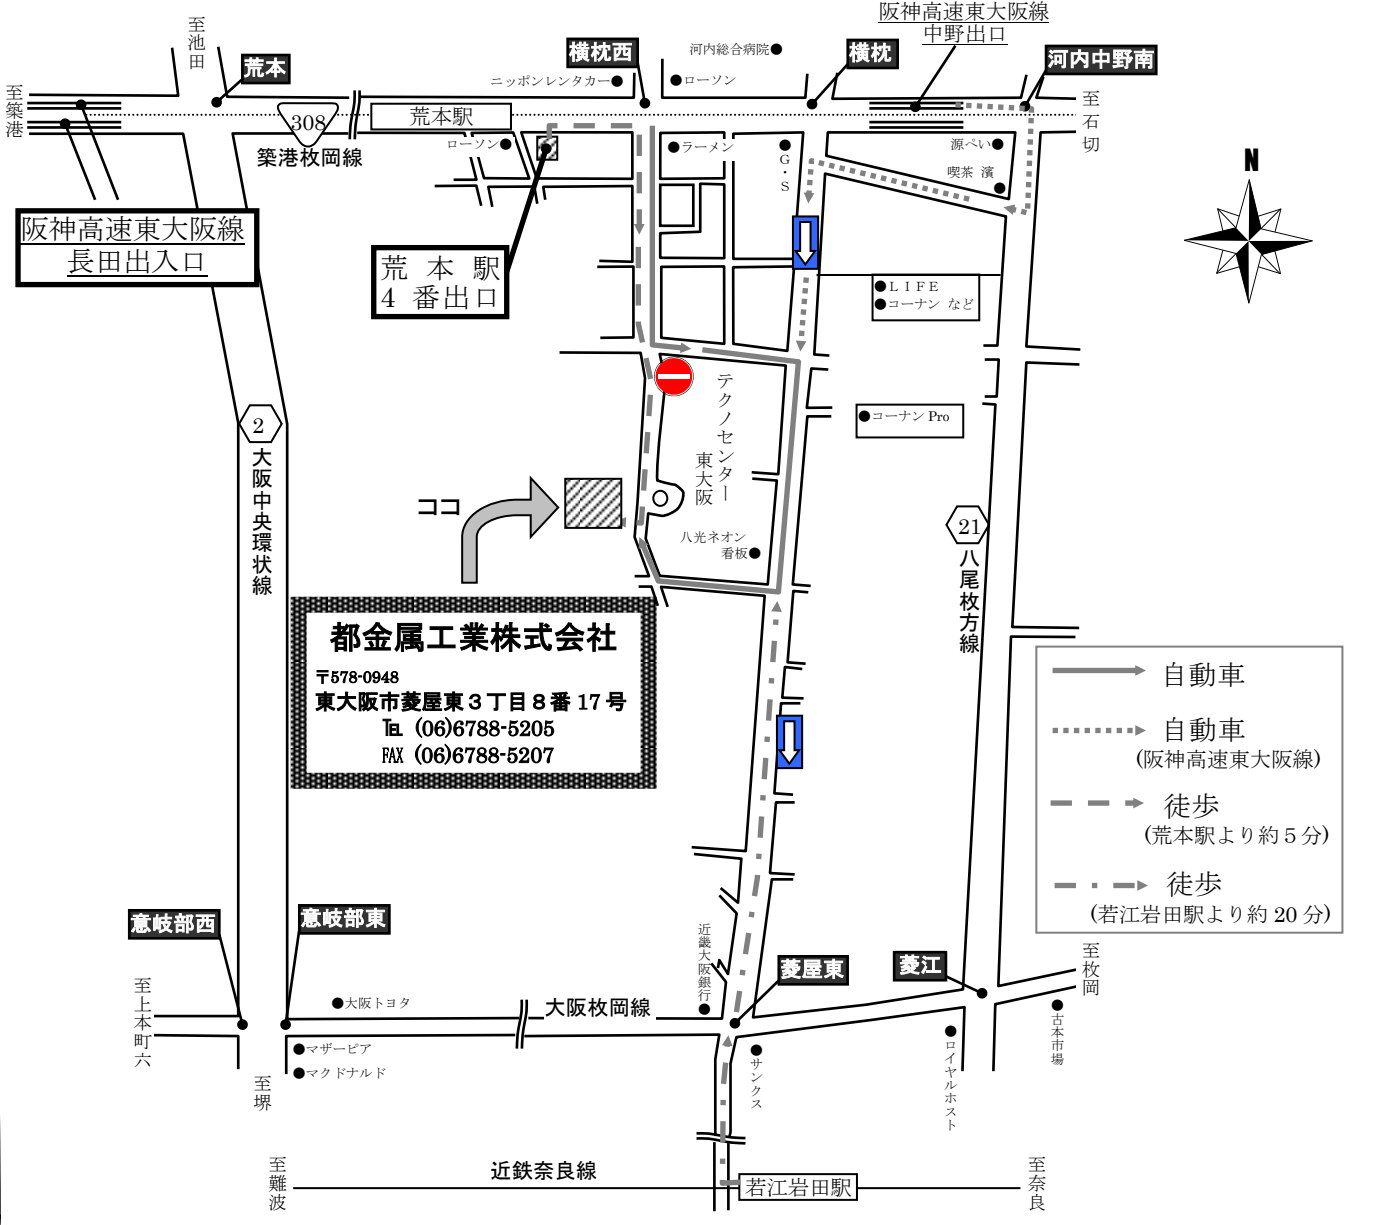 阪神高速東大阪線
中野出口
至池田
荒本
横枕西
河内総合病院
横枕
河内中野南
ニッポンレンタカー
ローソン
至築港
至石切
308
荒本駅
築港枚岡線
ローソン
ラーメン
G・S
源ぺい
喫茶 濱
N
阪神高速東大阪線
長田出入口
荒本駅
4番出口
LIFE
コーナン など
コーナン Pro
テクノセンター
東大阪
2
大阪中央環状線
ココ
八光ネオン
看板
21
八尾枚方線
都金属工業株式会社
〒578-0948
東大阪市菱屋東3丁目8番17号
℡ (06)6788-5205
FAX (06)6788-5207
自動車
自動車
(阪神高速東大阪線)
徒歩
(荒本駅より約5分)
徒歩
(若江岩田駅より約20分)
意岐部西
意岐部東
近畿大阪銀行
菱屋東
菱江
至枚岡
至上本町六
大阪トヨタ
大阪枚岡線
古本市場
マザーピア
マクドナルド
サンクス
ロイヤルホスト
至堺
至難波
近鉄奈良線
若江岩田駅
至奈良